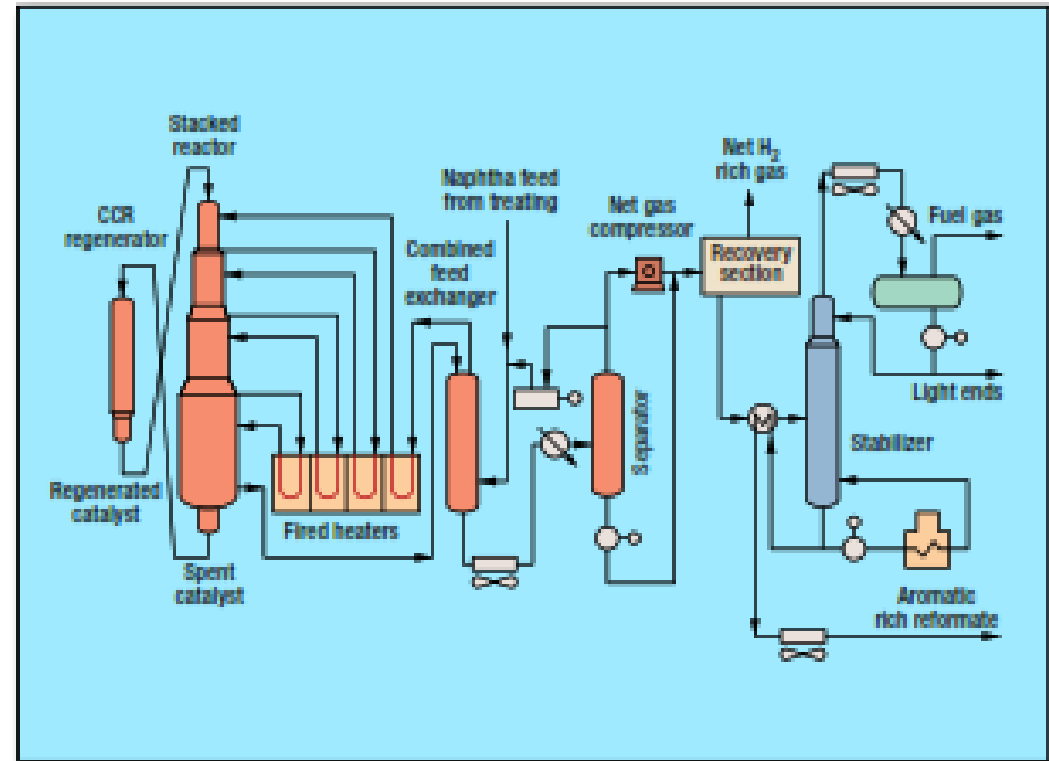 Stacked
reactor
CCR
regenerator
Naphtha feed
from treating
Combined
feed
exchanger
Net gas
compressor
Net H₂
rich gas
Recovery
section
Fuel gas
Light ends
Separator
Stabilizer
Regenerated
catalyst
Fired heaters
Spent
catalyst
Aromatic
rich reformate